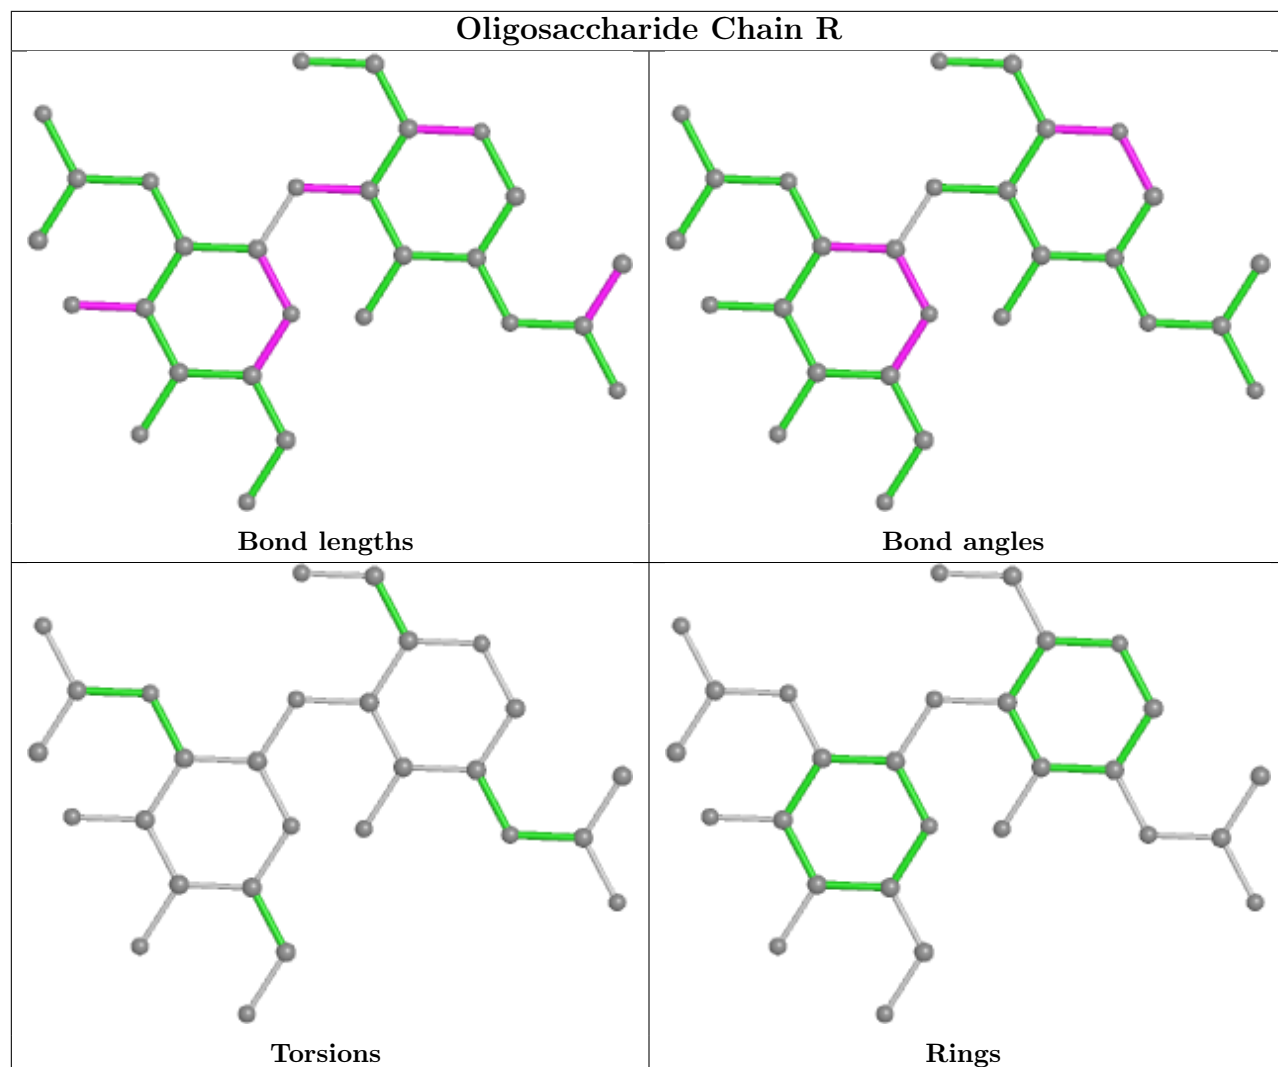 Oligosaccharide Chain R
Bond lengths
Bond angles
Torsions
Rings